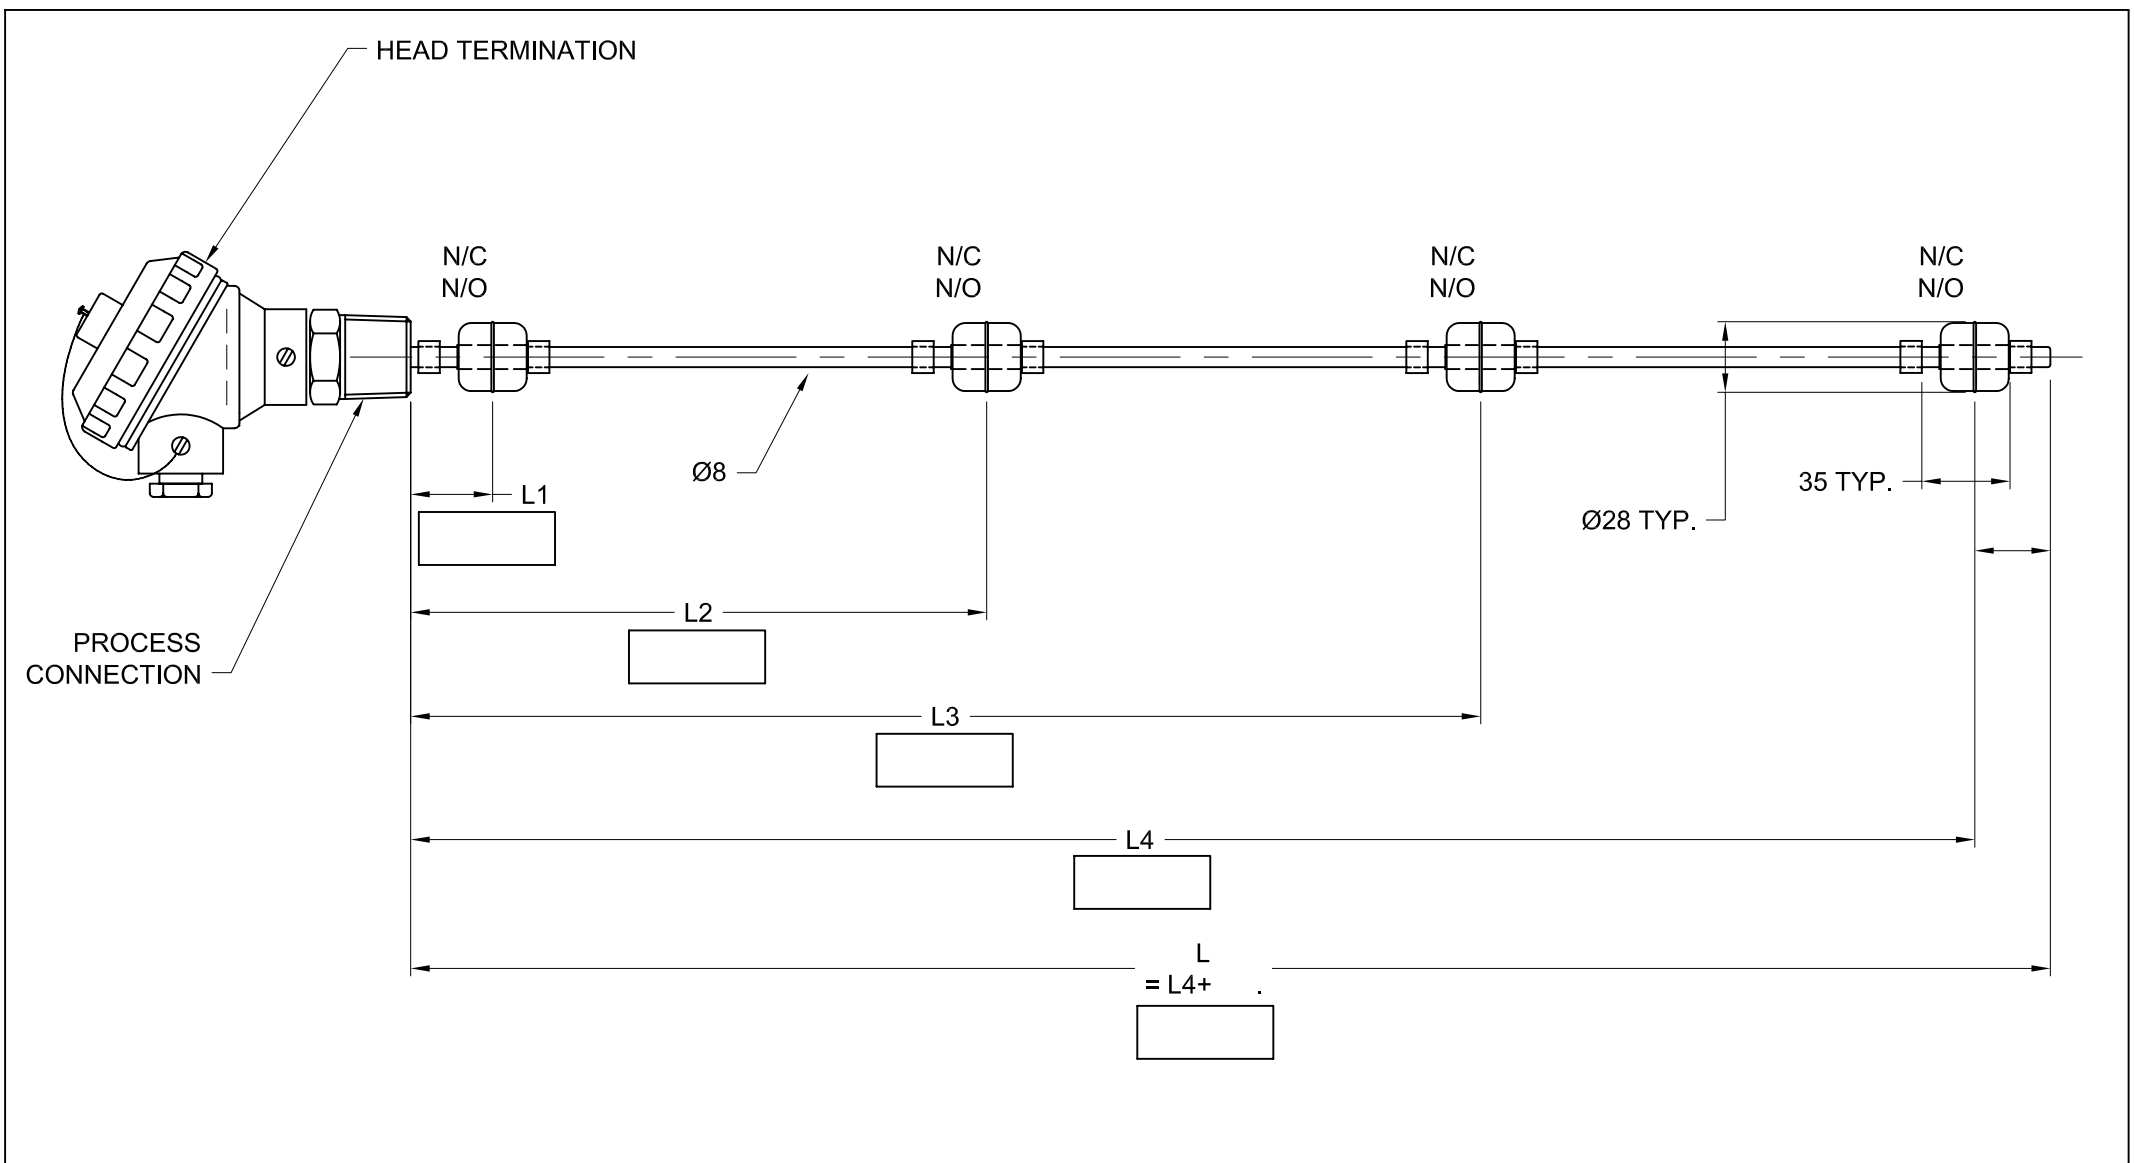 HEAD TERMINATION
N/C
N/O
N/C
N/O
N/C
N/O
N/C
N/O
Ø8
35 TYP.
L1
Ø28 TYP.
L2
PROCESS
CONNECTION
L3
L4
L
= L4+ .